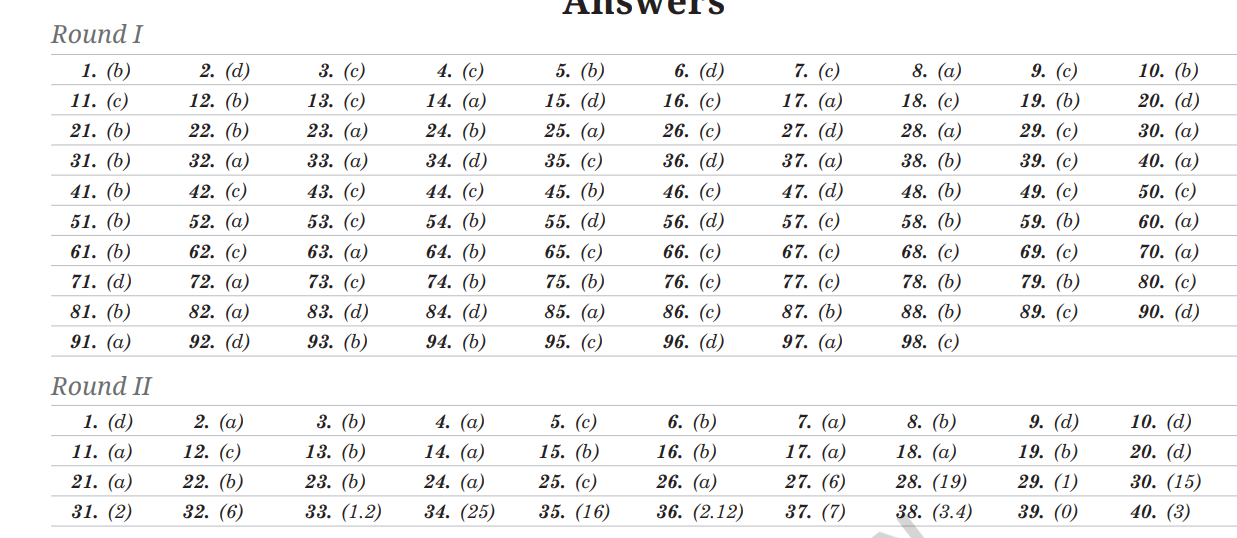 Answers
Round I
1. (b) 2. (d) 3. (c) 4. (c) 5. (b) 6. (d) 7. (c) 8. (a) 9. (c) 10. (b)
11. (c) 12. (b) 13. (c) 14. (a) 15. (d) 16. (c) 17. (a) 18. (c) 19. (b) 20. (d)
21. (b) 22. (b) 23. (a) 24. (b) 25. (a) 26. (c) 27. (d) 28. (a) 29. (c) 30. (a)
31. (b) 32. (a) 33. (a) 34. (d) 35. (c) 36. (d) 37. (a) 38. (b) 39. (c) 40. (a)
41. (b) 42. (c) 43. (c) 44. (c) 45. (b) 46. (c) 47. (d) 48. (b) 49. (c) 50. (c)
51. (b) 52. (a) 53. (c) 54. (b) 55. (d) 56. (d) 57. (c) 58. (b) 59. (b) 60. (a)
61. (b) 62. (c) 63. (a) 64. (b) 65. (c) 66. (c) 67. (c) 68. (c) 69. (c) 70. (a)
71. (d) 72. (a) 73. (c) 74. (b) 75. (b) 76. (c) 77. (c) 78. (b) 79. (b) 80. (c)
81. (b) 82. (a) 83. (d) 84. (d) 85. (a) 86. (c) 87. (b) 88. (b) 89. (c) 90. (d)
91. (a) 92. (d) 93. (b) 94. (b) 95. (c) 96. (d) 97. (a) 98. (c)
Round II
1. (d) 2. (a) 3. (b) 4. (a) 5. (c) 6. (b) 7. (a) 8. (b) 9. (d) 10. (d)
11. (a) 12. (c) 13. (b) 14. (a) 15. (b) 16. (b) 17. (a) 18. (a) 19. (b) 20. (d)
21. (a) 22. (b) 23. (b) 24. (a) 25. (c) 26. (a) 27. (6) 28. (19) 29. (1) 30. (15)
31. (2) 32. (6) 33. (1.2) 34. (25) 35. (16) 36. (2.12) 37. (7) 38. (3.4) 39. (0) 40. (3)